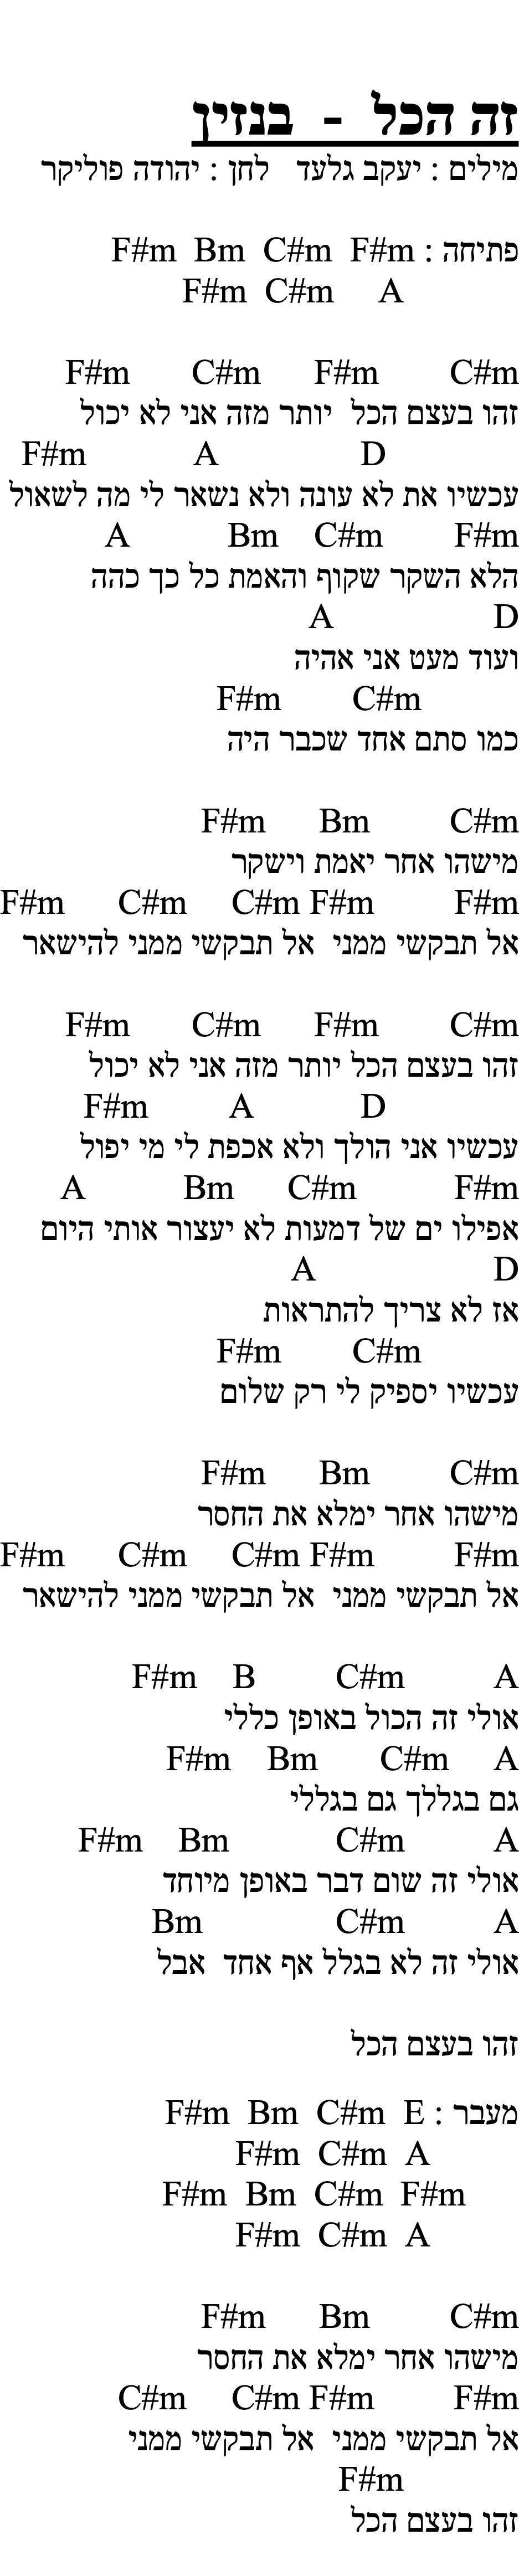 זה הכל - בנזין
מילים : יעקב גלעד לחן : יהודה פוליקר
פתיחה : F#m Bm C#m F#m
F#m C#m A
F#m C#m F#m C#m
זהו בעצם הכל יותר מזה אני לא יכול
F#m A D
עכשיו את לא עונה ולא נשאר לי מה לשאול
A Bm C#m F#m
הלא השקר שקוף והאמת כל כך כהה
A D
ועוד מעט אני אהיה
F#m C#m
כמו סתם אחד שכבר היה
F#m Bm C#m
מישהו אחר יאמת וישקר
F#m C#m C#m F#m F#m
אל תבקשי ממני אל תבקשי ממני להישאר
F#m C#m F#m C#m
זהו בעצם הכל יותר מזה אני לא יכול
F#m A D
עכשיו אני הולך ולא אכפת לי מי יפול
A Bm C#m F#m
אפילו ים של דמעות לא יעצור אותי היום
A D
אז לא צריך להתראות
F#m C#m
עכשיו יספיק לי רק שלום
F#m Bm C#m
מישהו אחר ימלא את החסר
F#m C#m C#m F#m F#m
אל תבקשי ממני אל תבקשי ממני להישאר
F#m B C#m A
אולי זה הכול באופן כללי
F#m Bm C#m A
גם בגללך גם בגללי
F#m Bm C#m A
אולי זה שום דבר באופן מיוחד
Bm C#m A
אולי זה לא בגלל אף אחד אבל
זהו בעצם הכל
מעבר : F#m Bm C#m E
F#m C#m A
F#m Bm C#m F#m
F#m C#m A
F#m Bm C#m
מישהו אחר ימלא את החסר
C#m C#m F#m F#m
אל תבקשי ממני אל תבקשי ממני
F#m
זהו בעצם הכל